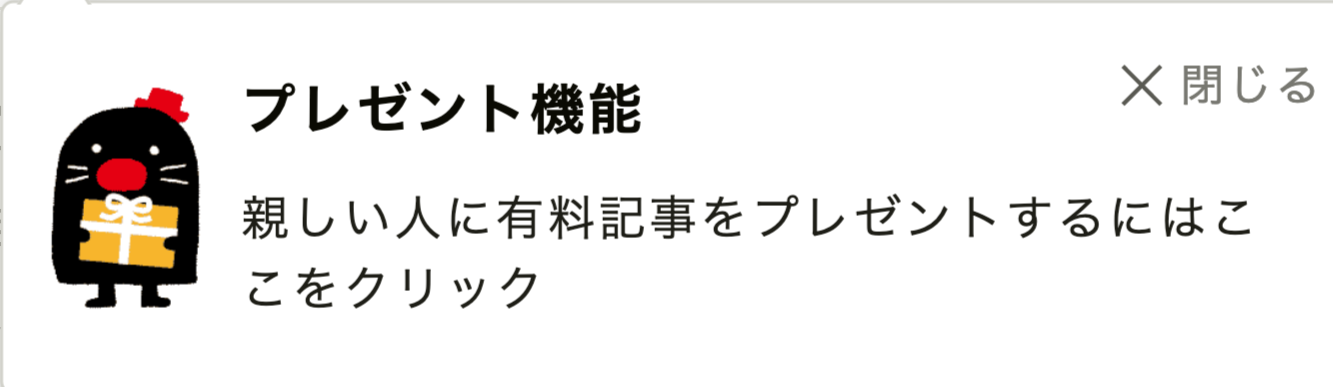 プレゼント機能
閉じる
親しい人に有料記事をプレゼントするにはこ
こをクリック